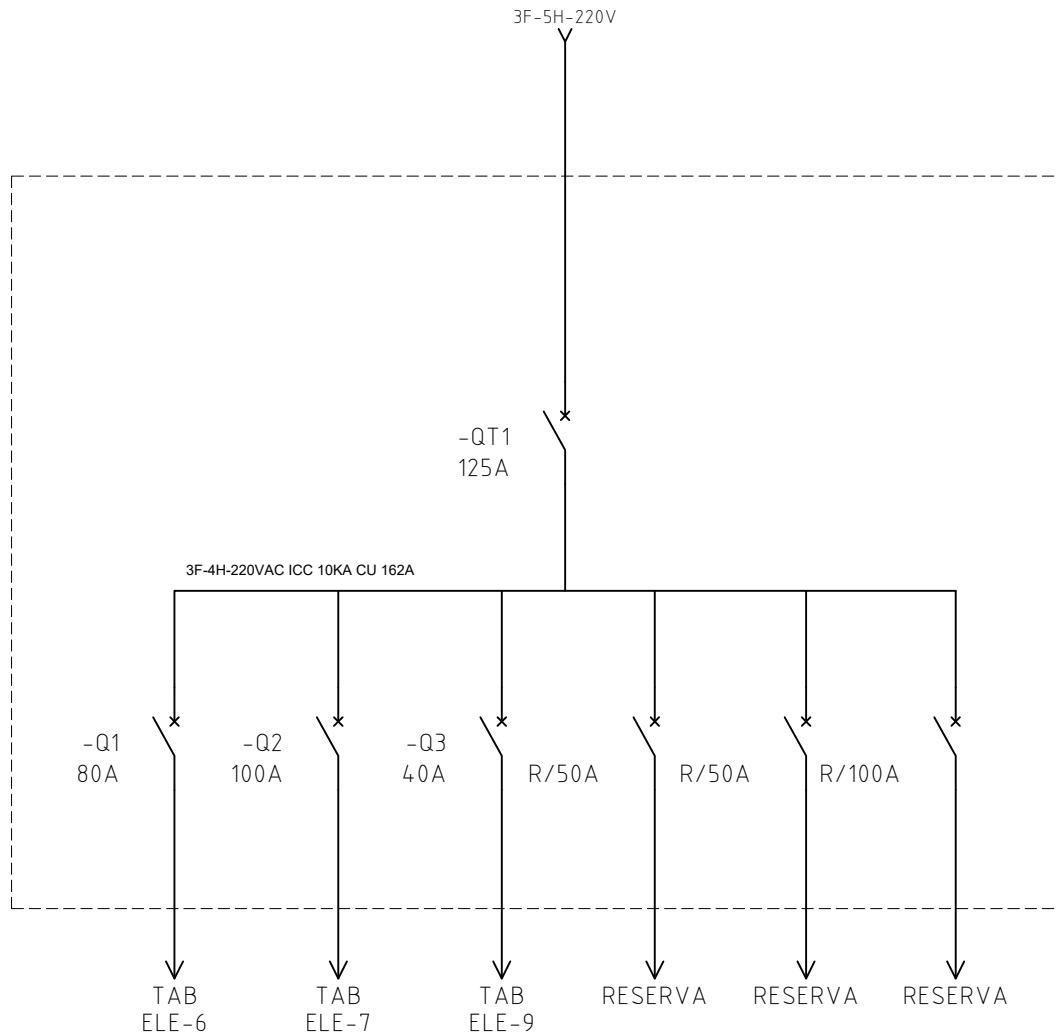 3F-5H-220V
-QT1
125A
3F-4H-220VAC ICC 10KA CU 162A
-Q1
80A
-Q2
100A
-Q3
40A
R/50A
R/50A
R/100A
TAB
ELE-6
TAB
ELE-7
TAB
ELE-9
RESERVA
RESERVA
RESERVA